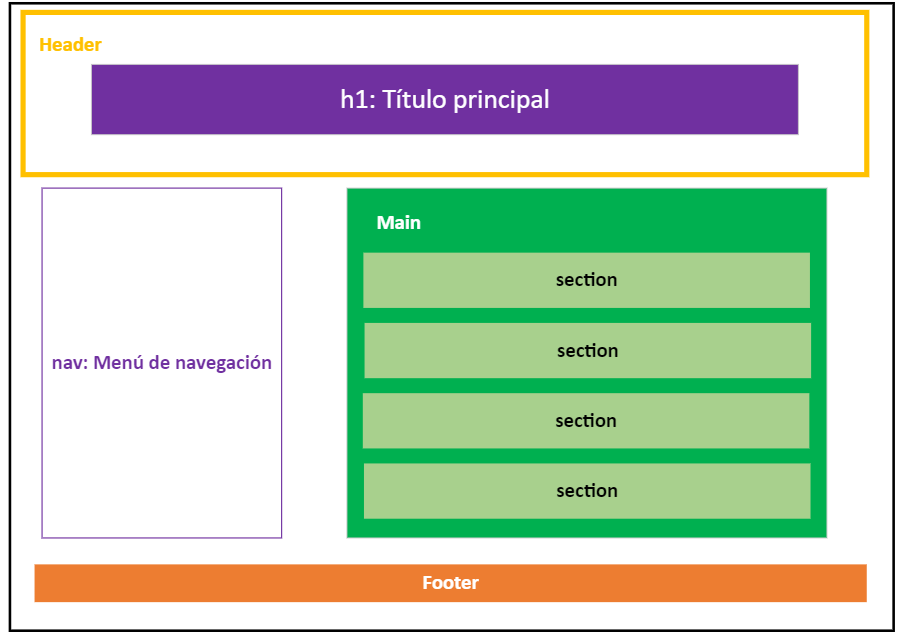 Header
h1: Título principal
nav: Menú de navegación
Main
section
section
section
section
Footer